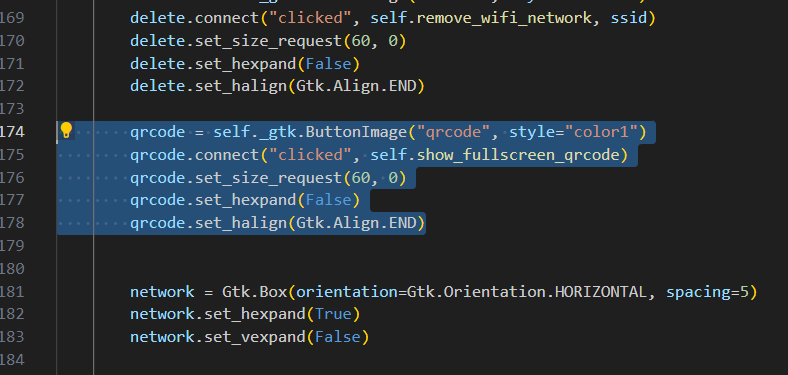 169 delete.connect("clicked", self.remove_wifi_network, ssid)
170 delete.set_size_request(60, 0)
171 delete.set_hexpand(False)
172 delete.set_halign(Gtk.Align.END)
173
174 qrcode = self._gtk.ButtonImage("qrcode", style="color1")
175 qrcode.connect("clicked", self.show_fullscreen_qrcode)
176 qrcode.set_size_request(60, 0)
177 qrcode.set_hexpand(False)
178 qrcode.set_halign(Gtk.Align.END)
179
180
181 network = Gtk.Box(orientation=Gtk.Orientation.HORIZONTAL, spacing=5)
182 network.set_hexpand(True)
183 network.set_vexpand(False)
184